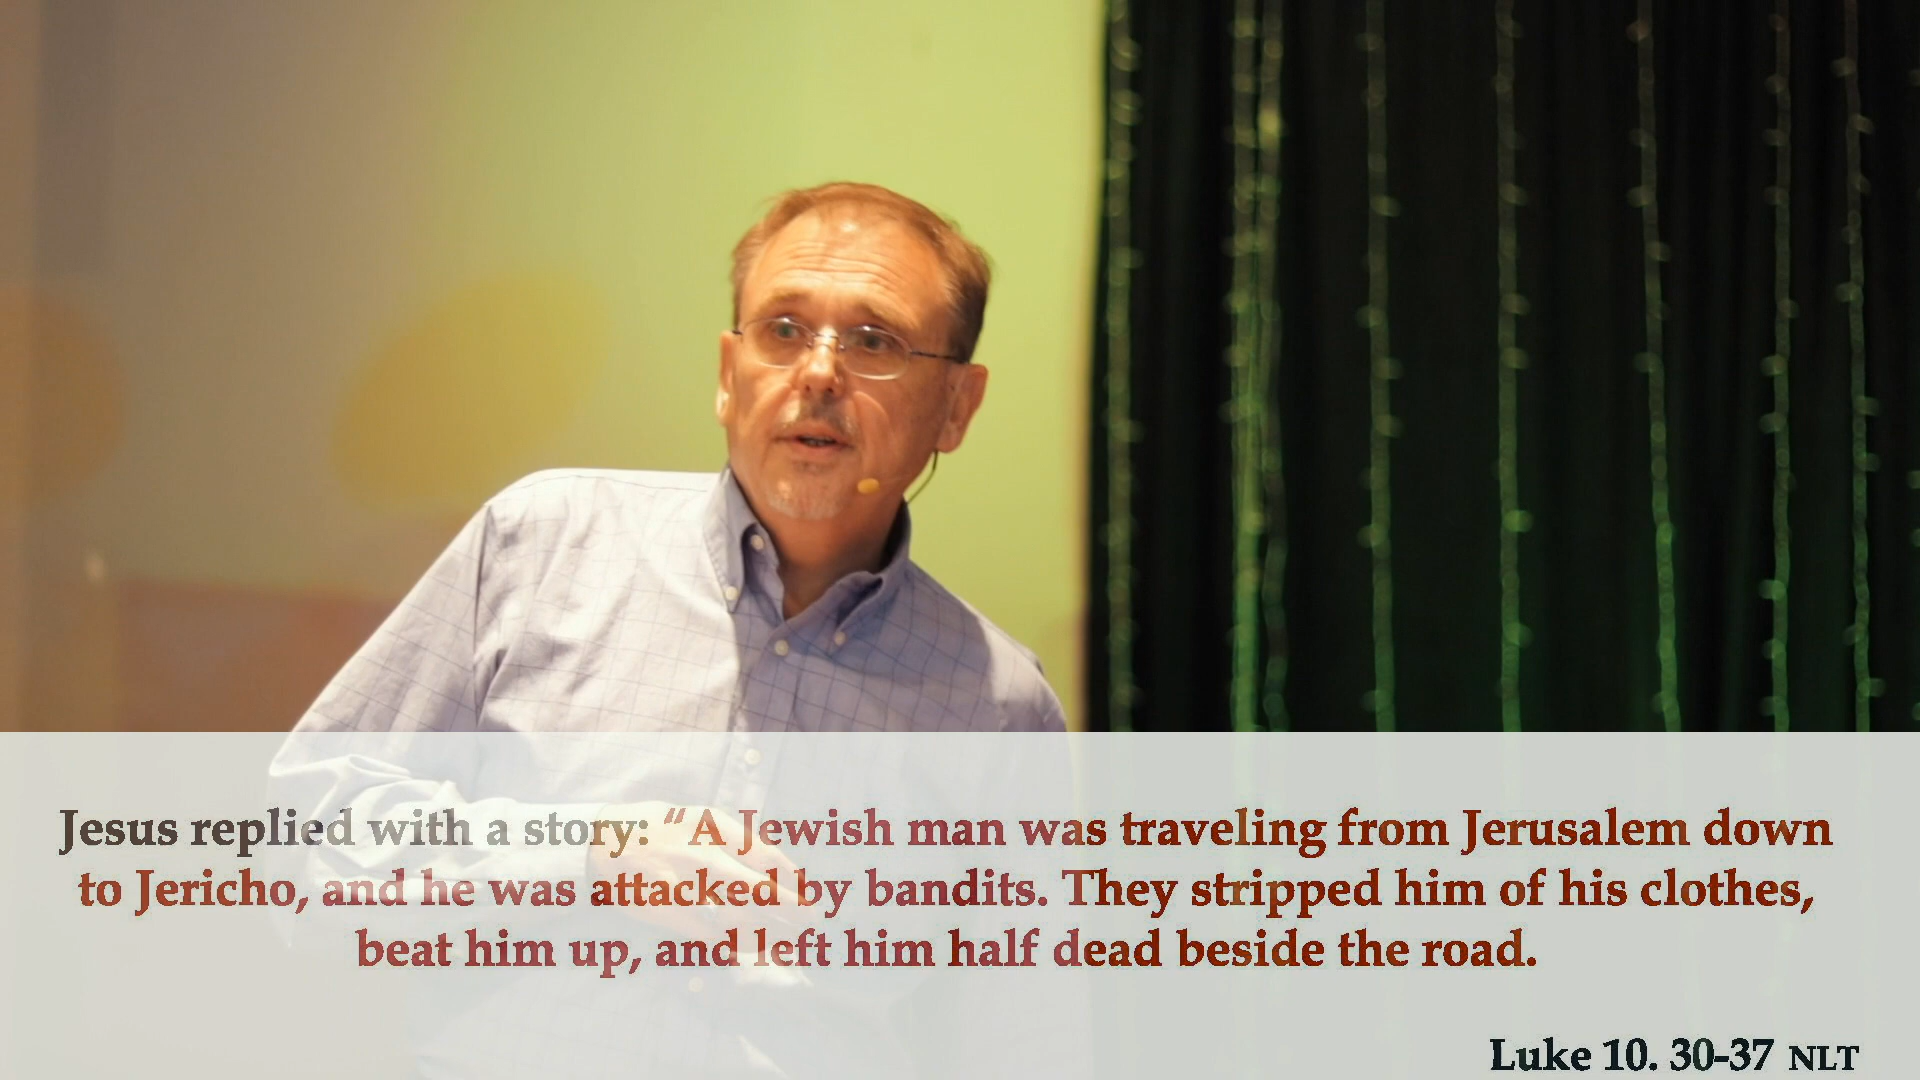 Jesus replied with a story: “A Jewish man was traveling from Jerusalem down
to Jericho, and he was attacked by bandits. They stripped him of his clothes,
beat him up, and left him half dead beside the road.
Luke 10. 30-37 NLT